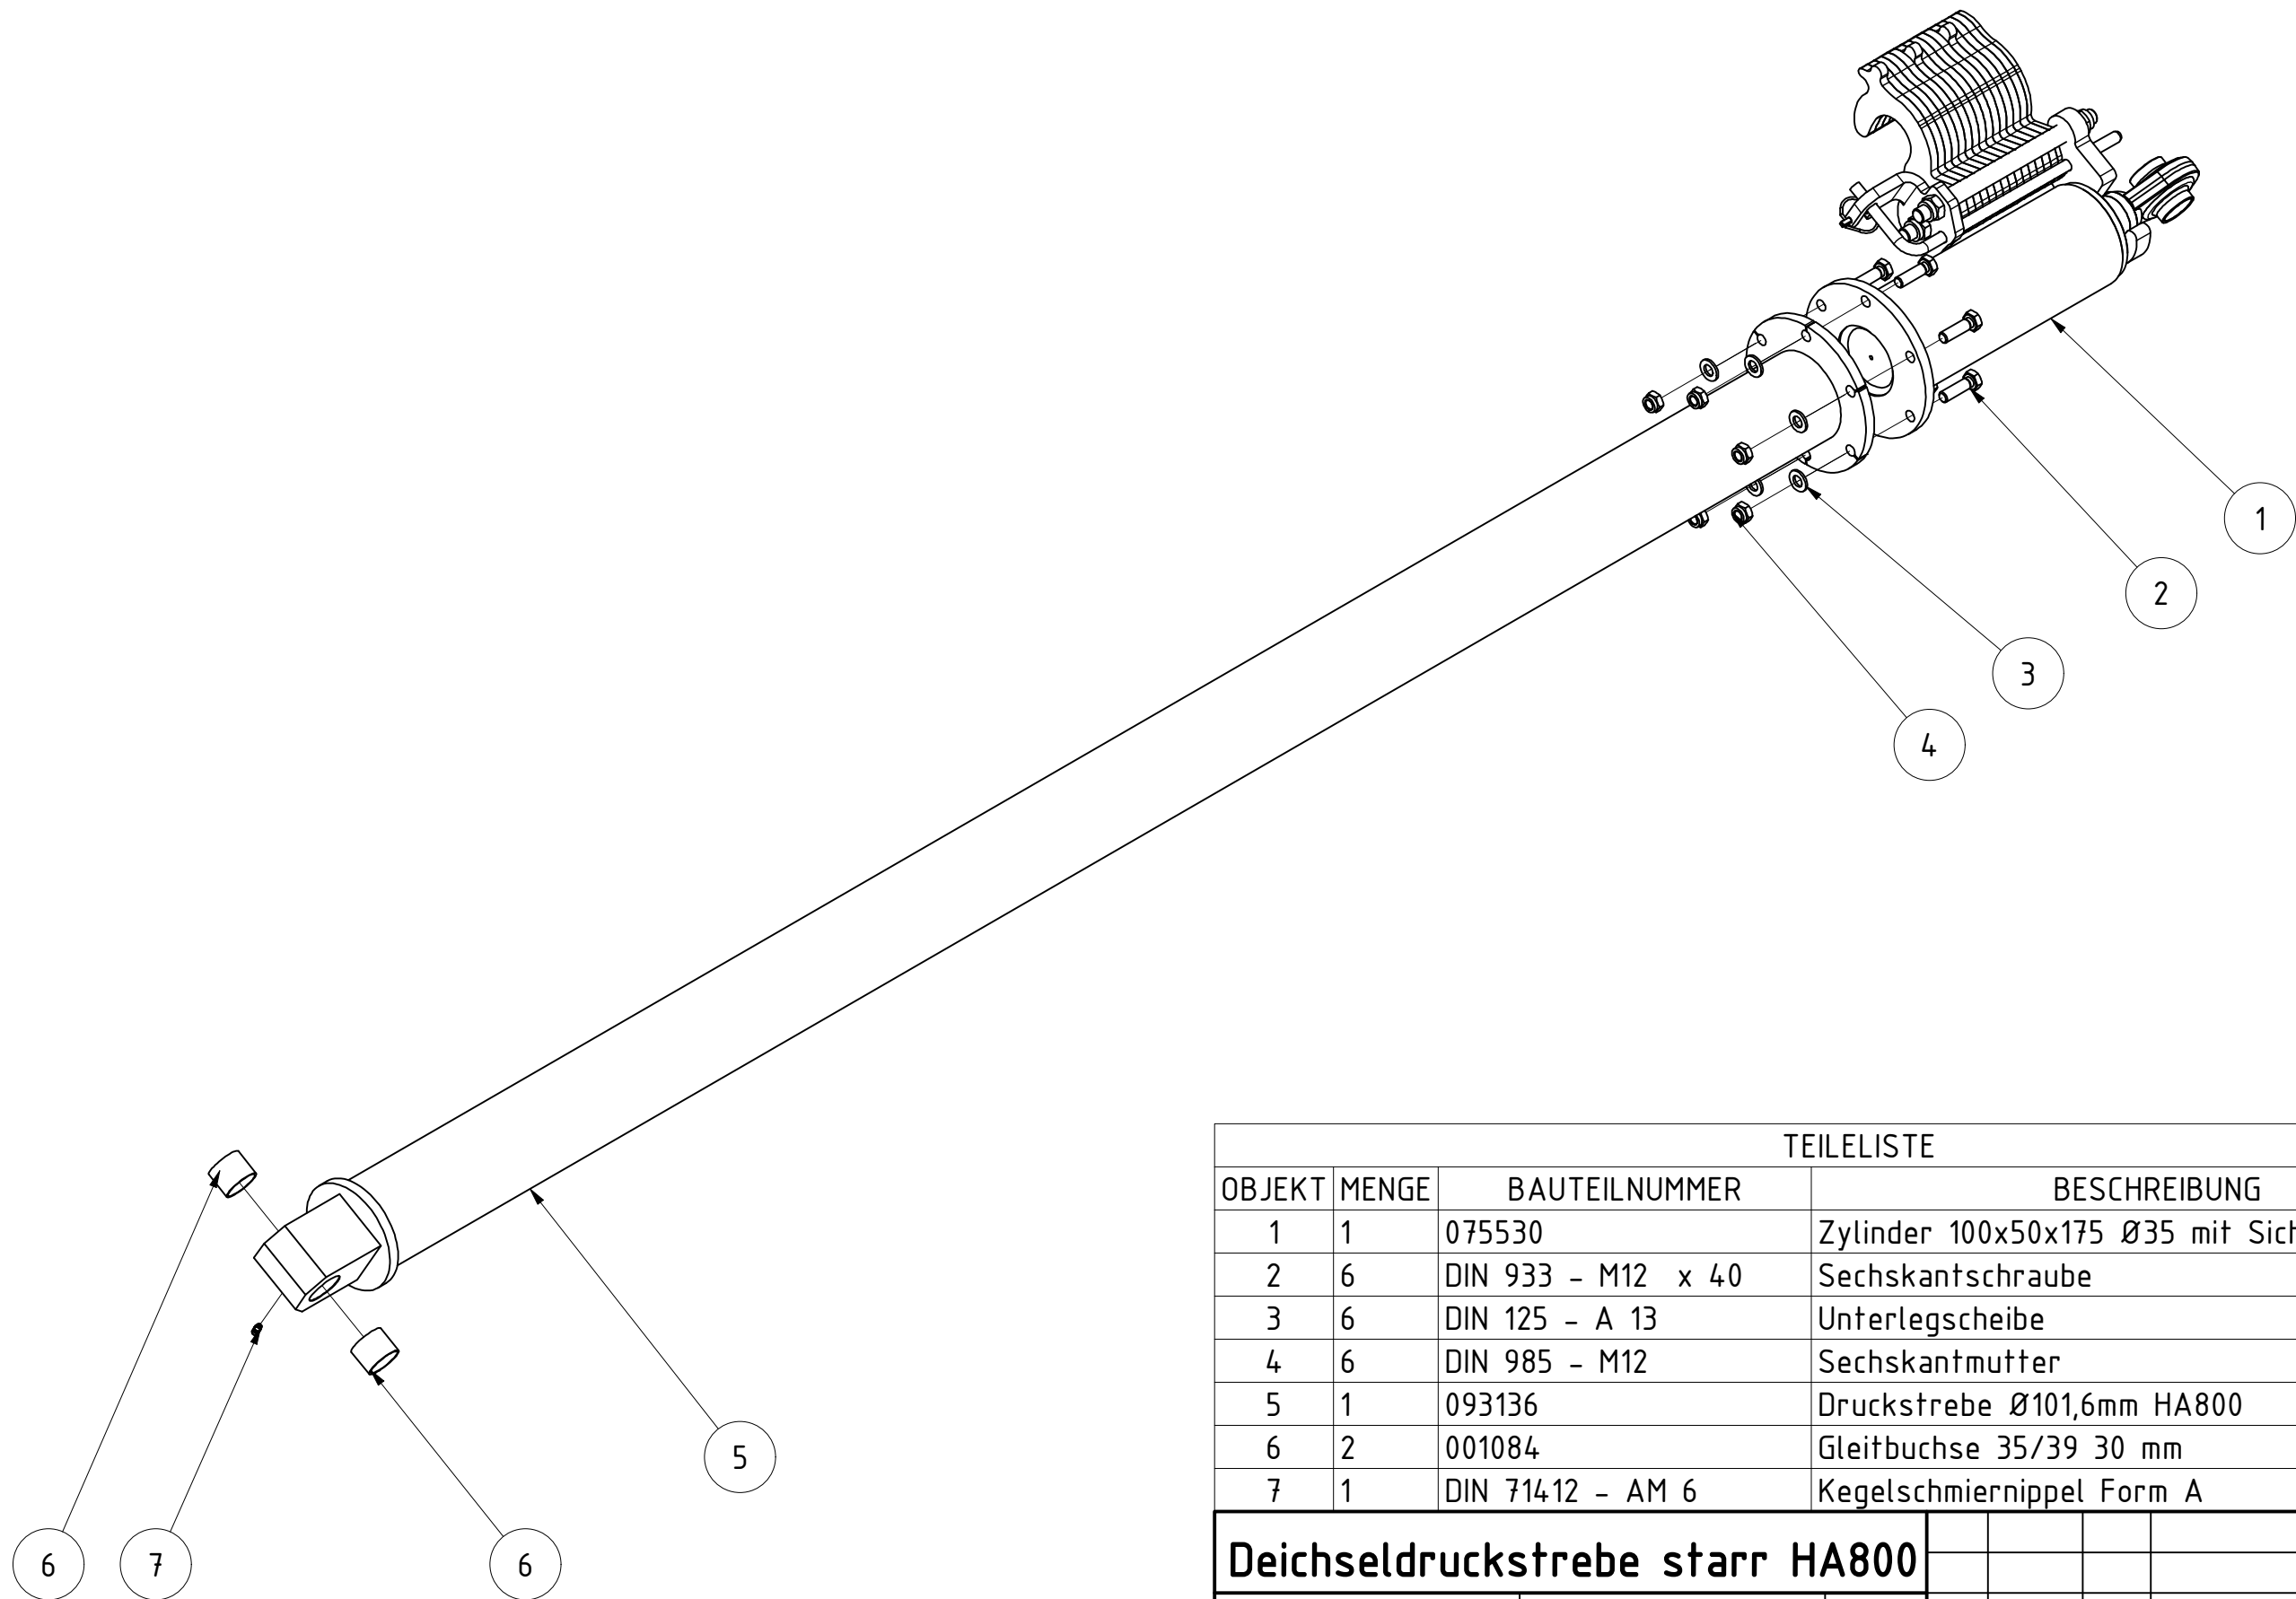 1
2
3
4
5
6
7
6
TEILELISTE
OBJEKT MENGE BAUTEILNUMMER BESCHREIBUNG
1 1 075530 Zylinder 100x50x175 Ø35 mit
2 6 DIN 933 - M12 x 40 Sechskantschraube
3 6 DIN 125 - A 13 Unterlegscheibe
4 6 DIN 985 - M12 Sechskantmutter
5 1 093136 Druckstrebe Ø101,6mm HA800
6 2 001084 Gleitbuchse 35/39 30 mm
7 1 DIN 71412 - AM 6 Kegelschmiernippel Form A
Deichseldruckstrebe starr HA800